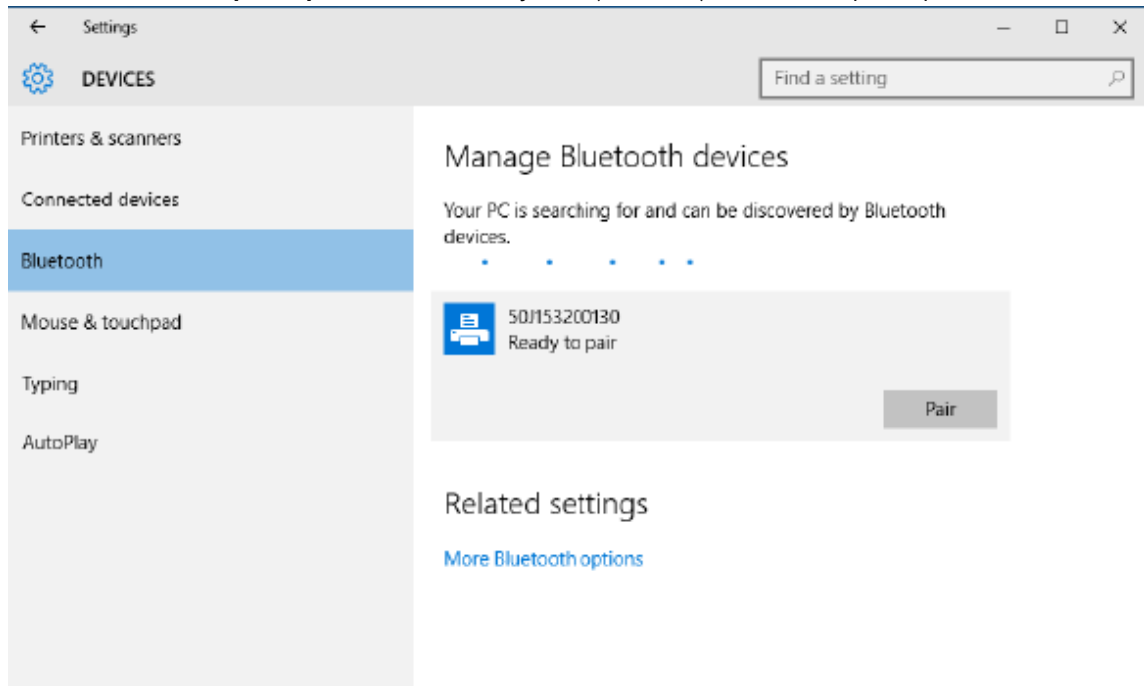 Settings
DEVICES
Find a setting
Printers & scanners
Connected devices
Bluetooth
Mouse & touchpad
Typing
AutoPlay
Manage Bluetooth devices
Your PC is searching for and can be discovered by Bluetooth
devices.
50J153200130
Ready to pair
Pair
Related settings
More Bluetooth options